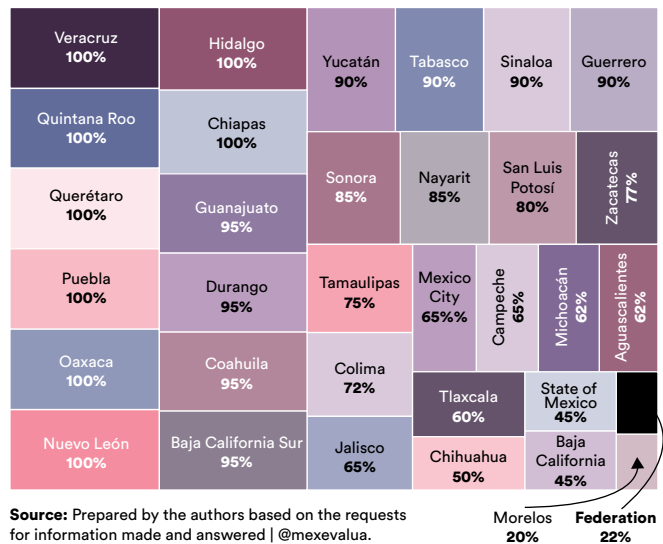 Veracruz
100%
Hidalgo
100%
Yucatán
90%
Tabasco
90%
Sinaloa
90%
Guerrero
90%
Quintana Roo
100%
Chiapas
100%
Querétaro
100%
Guanajuato
95%
Sonora
85%
Nayarit
85%
San Luis
Potosí
80%
Zacatecas
77%
Puebla
100%
Durango
95%
Tamaulipas
75%
Mexico
City
65%%
Campeche
65%
Michoacán
62%
Aguascalientes
62%
Oaxaca
100%
Coahuila
95%
Colima
72%
Tlaxcala
60%
State of
Mexico
45%
Nuevo León
100%
Baja California Sur
95%
Jalisco
65%
Chihuahua
50%
Baja
California
45%
Morelos
20%
Federation
22%
Source: Prepared by the authors based on the requests
for information made and answered | @mexevalua.